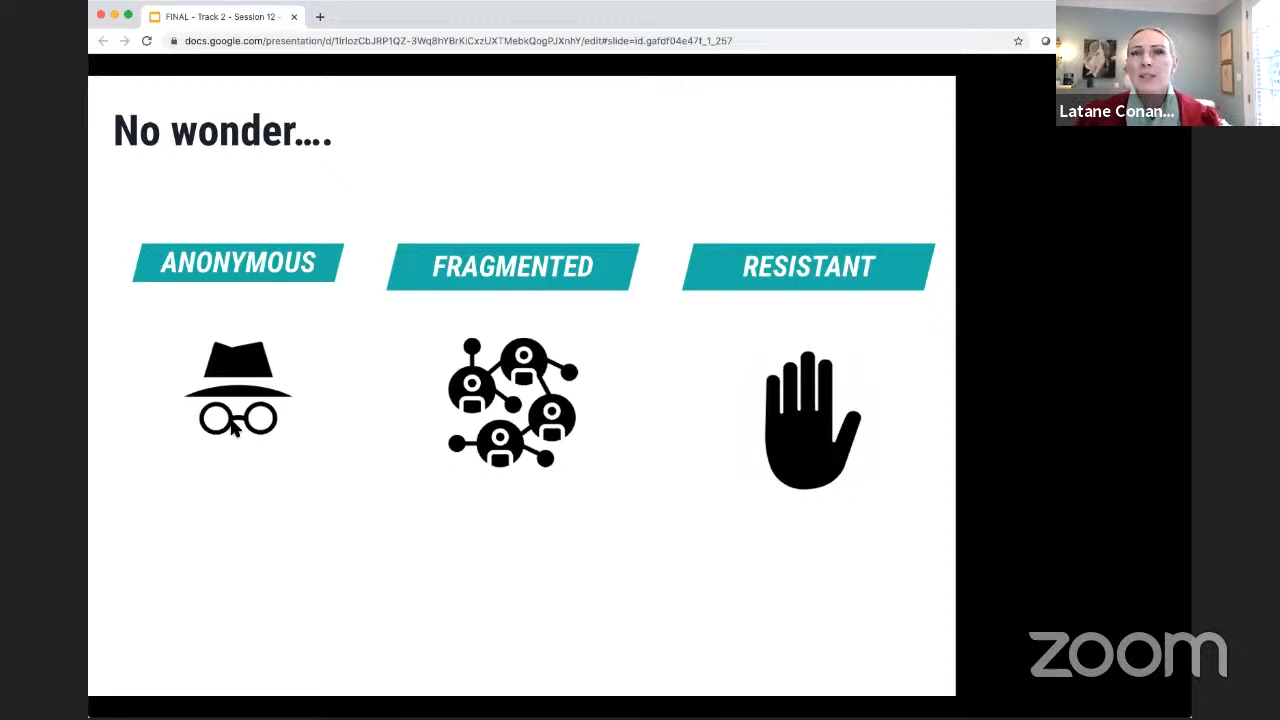 FINAL - Track 2 - Session 12 -
docs.google.com/presentation/d/1IrlozCbJRP1QZ-3Wq8hYBrKiCxzUXTMebkQogPJXnhY/edit#slide=id.gafdf04e47f_1_257
Latane Conan...
No wonder....
ANONYMOUS
FRAGMENTED
RESISTANT
zoom